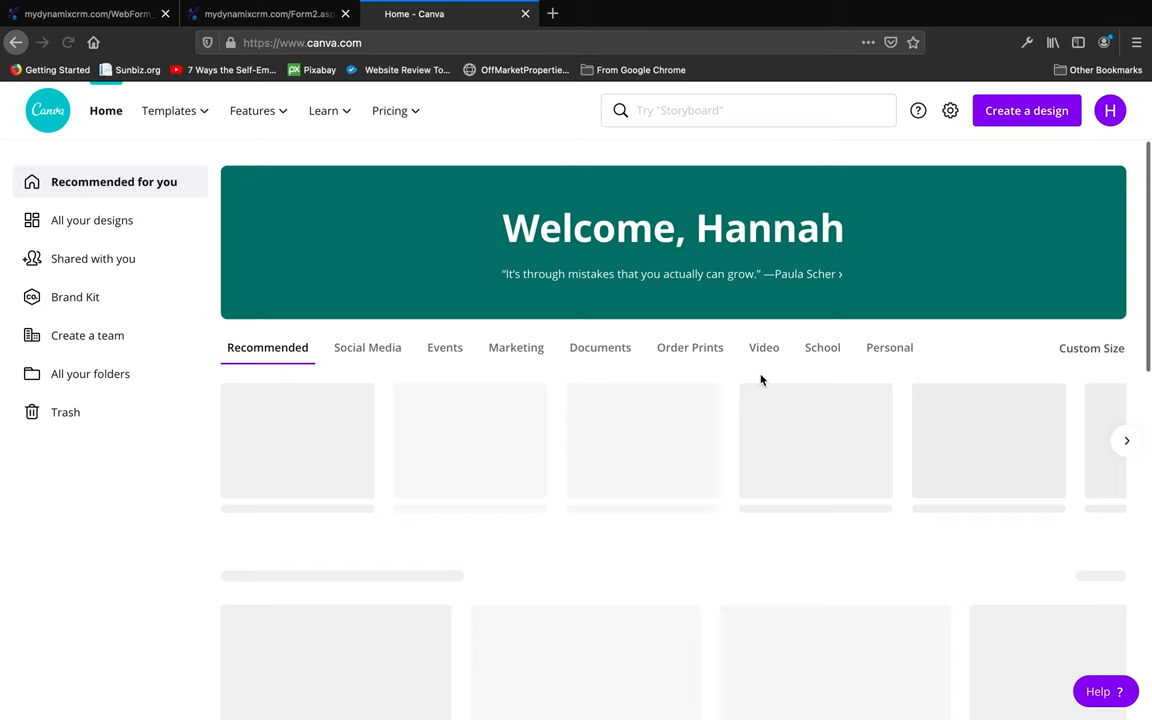 mydynamixcrm.com/WebForm_
mydynamixcrm.com/Form2.asp
Home - Canva
https://www.canva.com
Getting Started
Sunbiz.org
7 Ways the Self-Em...
Pixabay
Website Review To...
OffMarketPropertie...
From Google Chrome
Other Bookmarks
Canva
Home
Templates
Features
Learn
Pricing
Try "Storyboard"
Create a design
H
Recommended for you
All your designs
Shared with you
Brand Kit
Create a team
All your folders
Trash
Welcome, Hannah
“It’s through mistakes that you actually can grow.” —Paula Scher ›
Recommended
Social Media
Events
Marketing
Documents
Order Prints
Video
School
Personal
Custom Size
Help ?